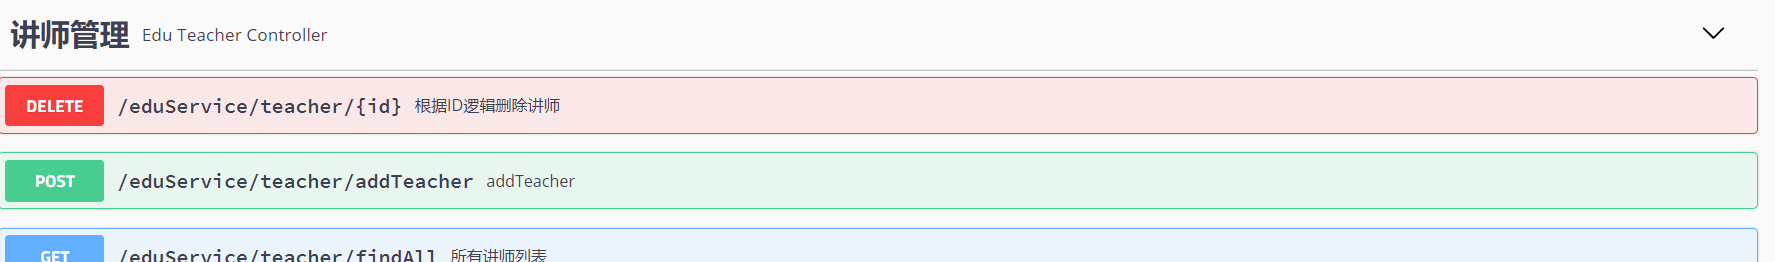 讲师管理 Edu Teacher Controller
DELETE /eduService/teacher/{id} 根据ID逻辑删除讲师
POST /eduService/teacher/addTeacher addTeacher
GET /eduService/teacher/findAll 所有讲师列表